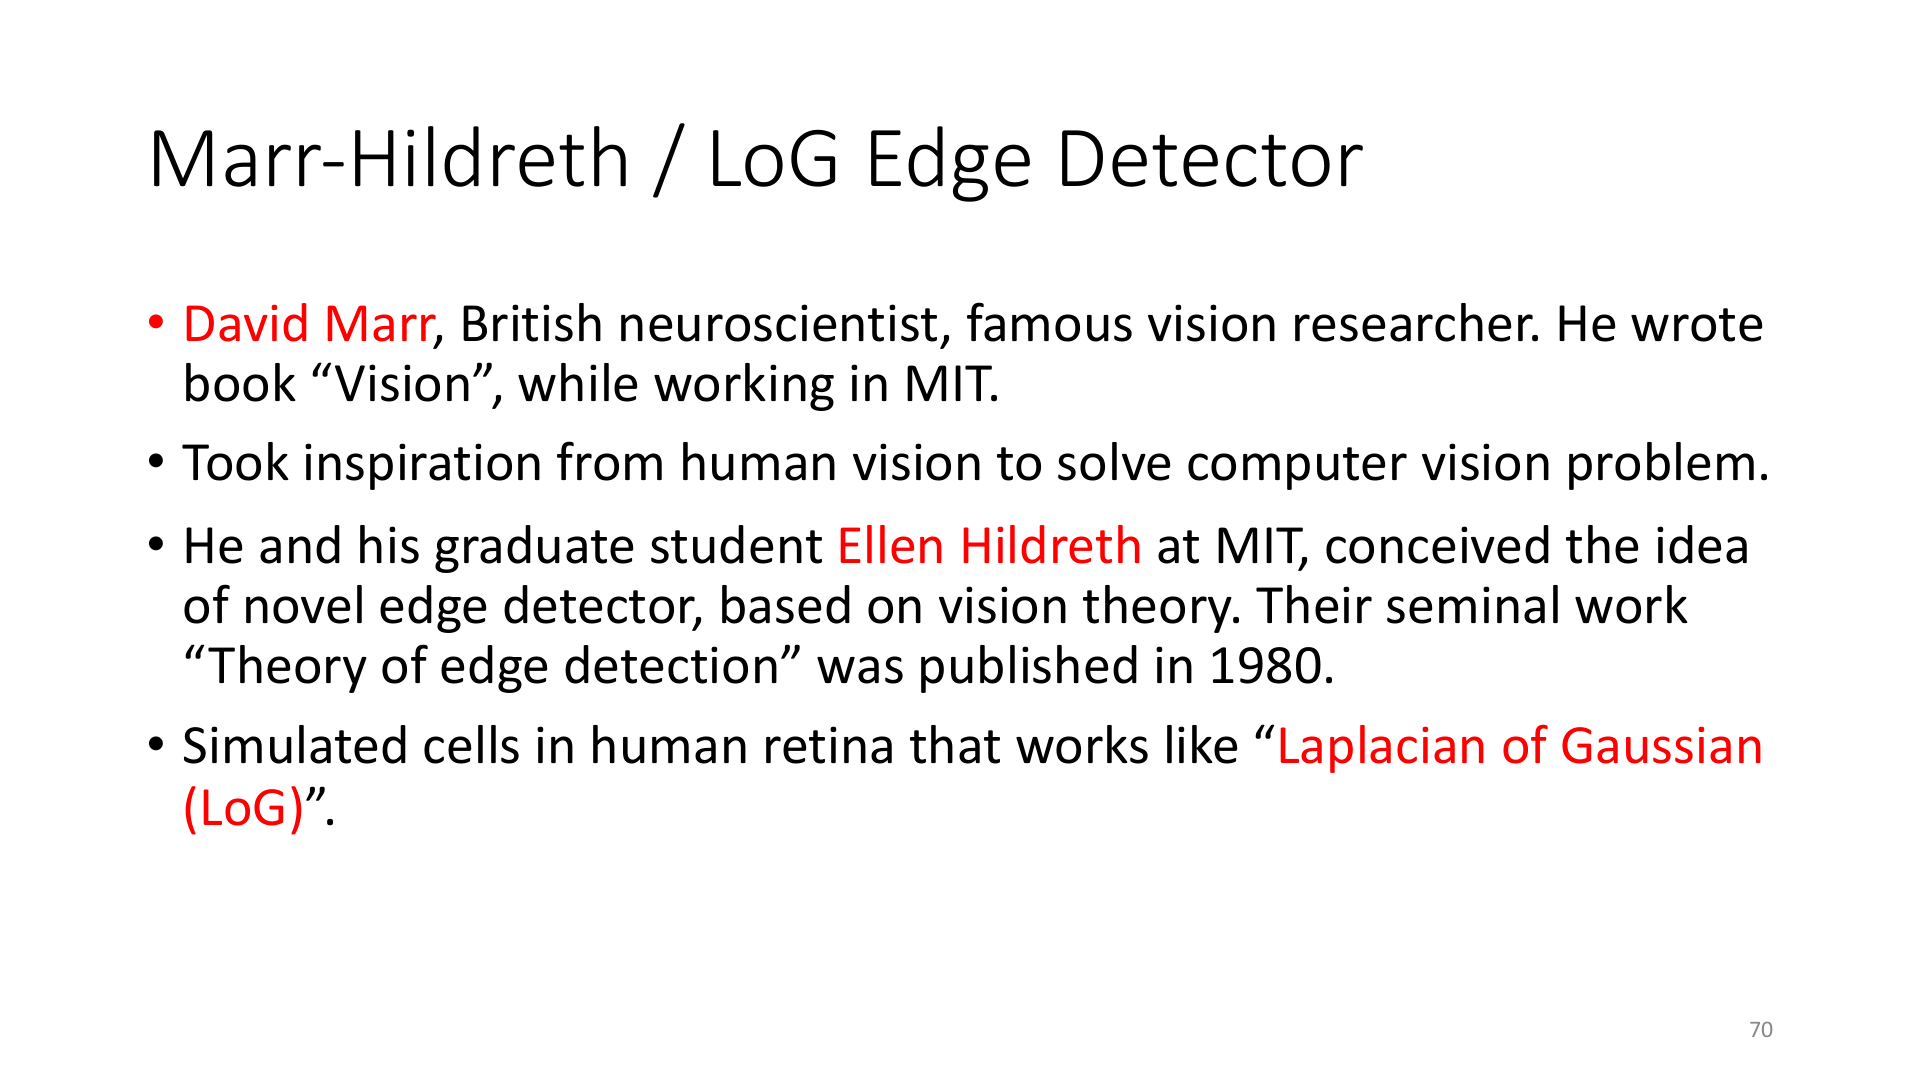 Marr-Hildreth / LoG Edge Detector
• David Marr, British neuroscientist, famous vision researcher. He wrote
book “Vision”, while working in MIT.
• Took inspiration from human vision to solve computer vision problem.
• He and his graduate student Ellen Hildreth at MIT, conceived the idea
of novel edge detector, based on vision theory. Their seminal work
“Theory of edge detection” was published in 1980.
• Simulated cells in human retina that works like “Laplacian of Gaussian
(LoG)”.
70